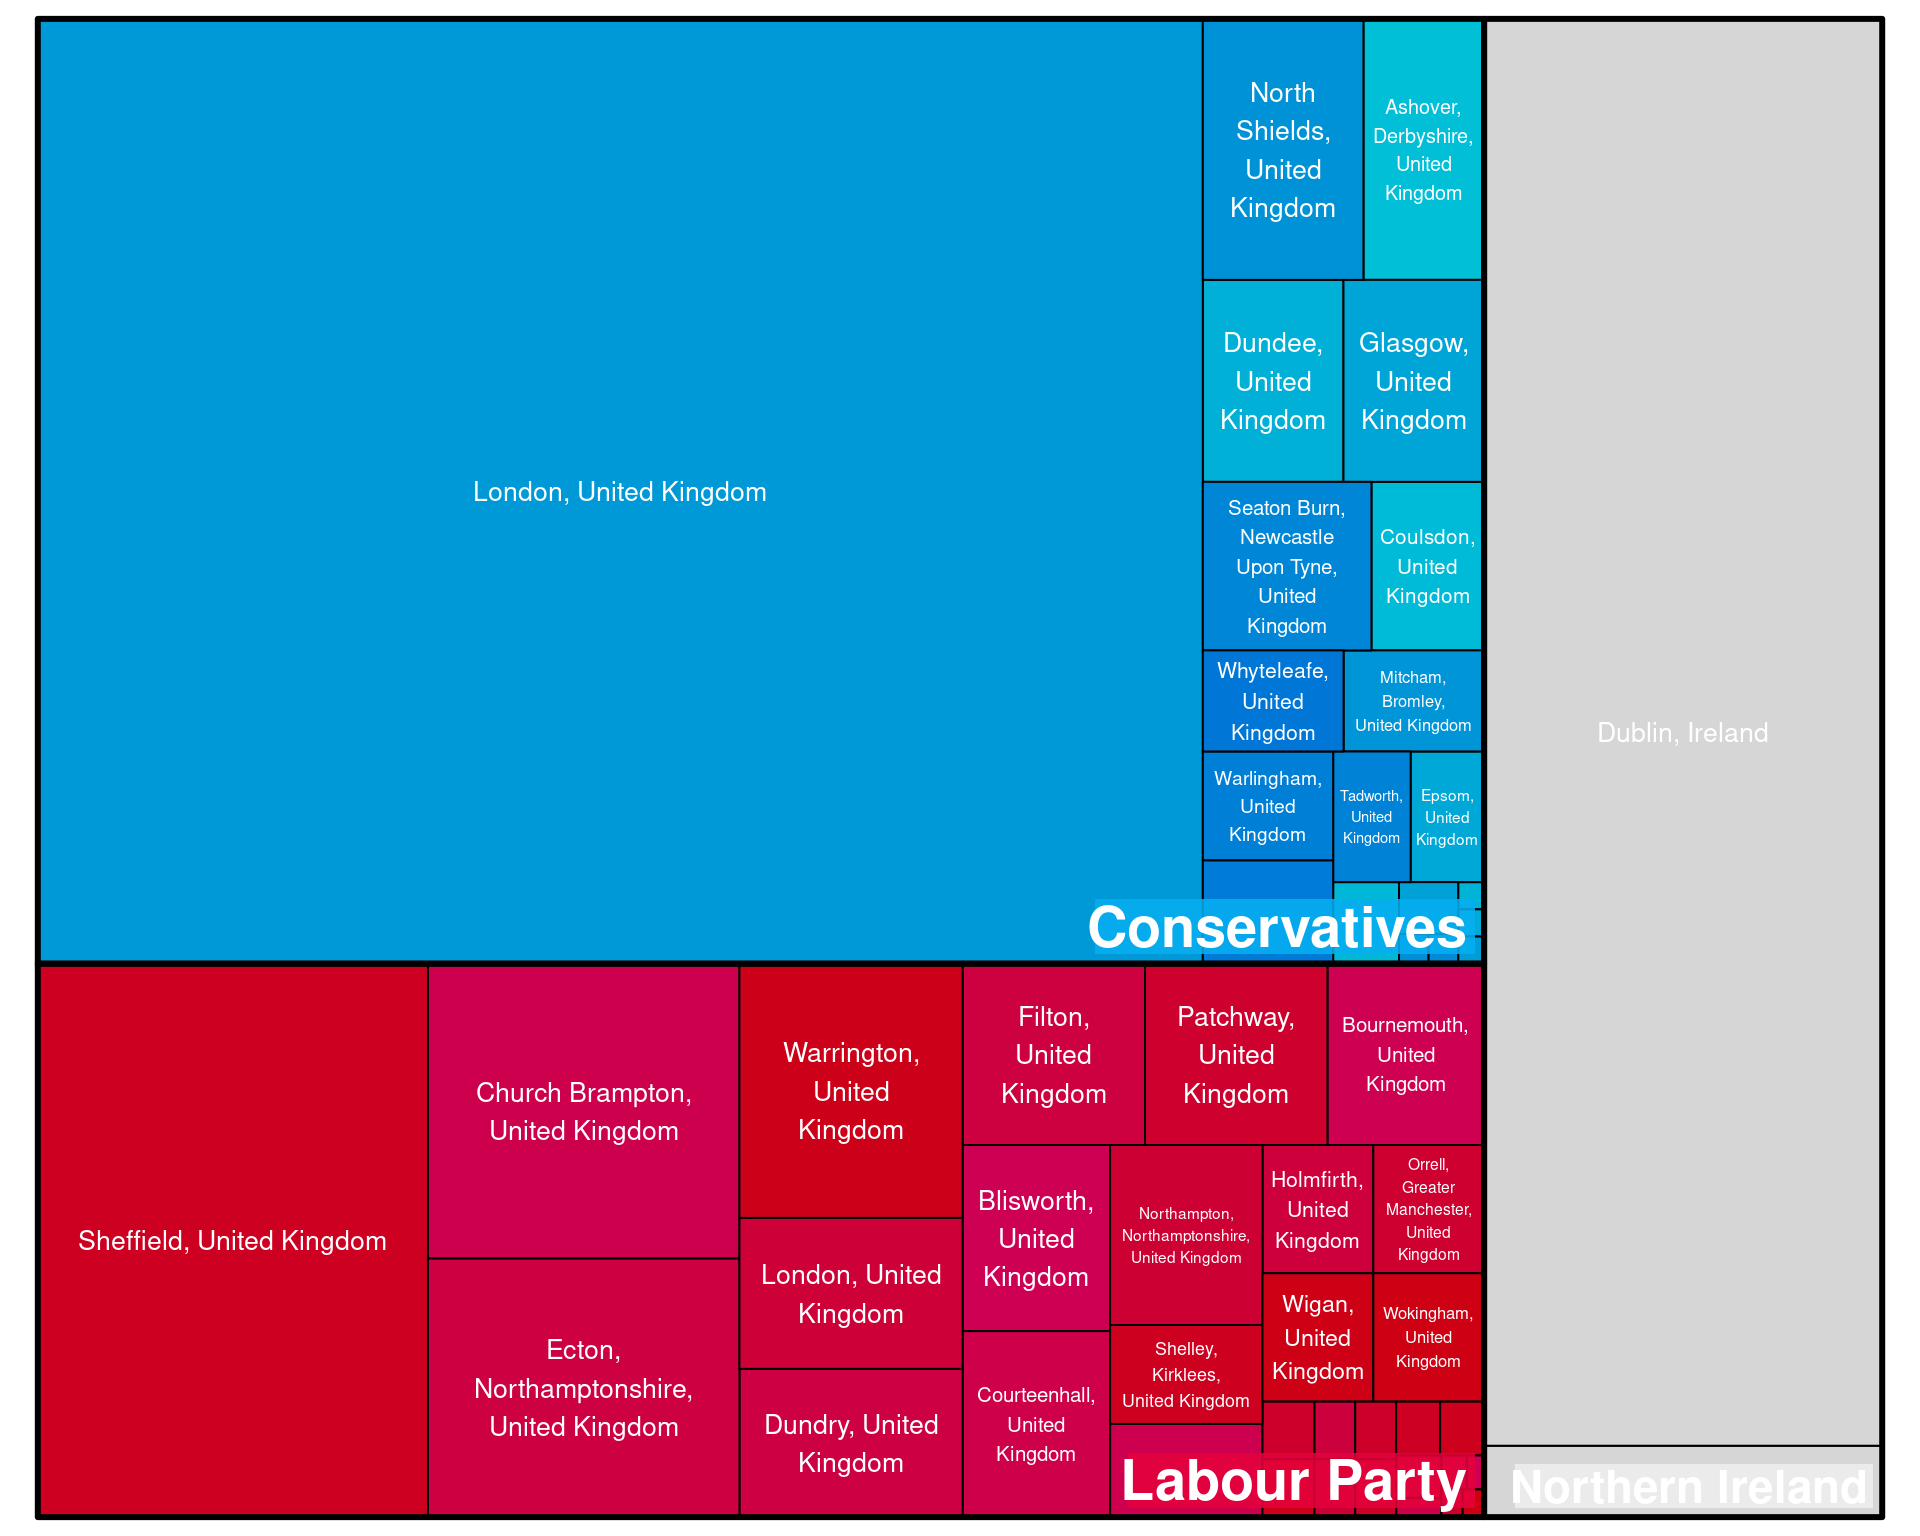 London, United Kingdom
North
Shields,
United
Kingdom
Ashover,
Derbyshire,
United
Kingdom
Dundee,
United
Kingdom
Glasgow,
United
Kingdom
Seaton Burn,
Newcastle
Upon Tyne,
United
Kingdom
Coulsdon,
United
Kingdom
Whyteleafe,
United
Kingdom
Mitcham,
Bromley,
United Kingdom
Warlingham,
United
Kingdom
Tadworth,
United
Kingdom
Epsom,
United
Kingdom
Conservatives
Sheffield, United Kingdom
Church Brampton,
United Kingdom
Ecton,
Northamptonshire,
United Kingdom
Warrington,
United
Kingdom
London, United
Kingdom
Dundry, United
Kingdom
Filton,
United
Kingdom
Patchway,
United
Kingdom
Bournemouth,
United
Kingdom
Blisworth,
United
Kingdom
Courteenhall,
United
Kingdom
Northampton,
Northamptonshire,
United Kingdom
Shelley,
Kirklees,
United Kingdom
Holmfirth,
United
Kingdom
Orrell,
Greater
Manchester,
United
Kingdom
Wigan,
United
Kingdom
Wokingham,
United
Kingdom
Labour Party
Dublin, Ireland
Northern Ireland